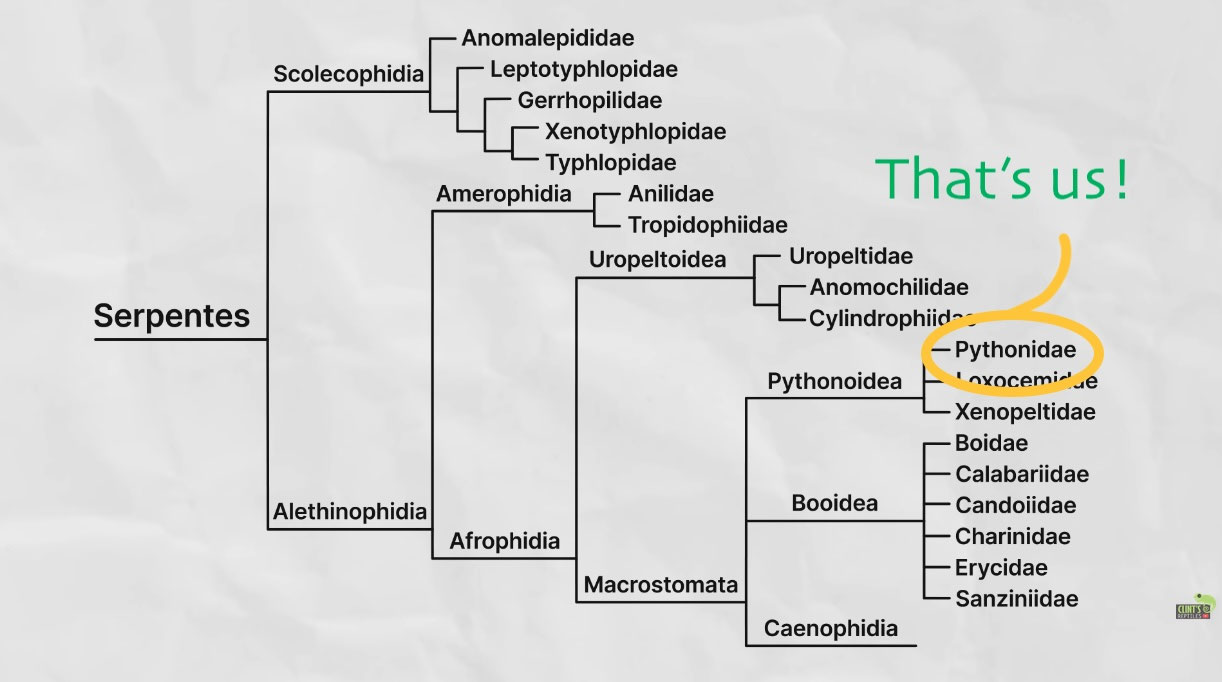 Anomalepididae
Scolecophidia
Leptotyphlopidae
Gerrhopilidae
Xenotyphlopidae
Typhlopidae
That's us!
Amerophidia
Anilidae
Tropidophiidae
Uropeltoidea
Uropeltidae
Anomochilidae
Cylindrophiidae
Serpentes
Pythonidae
Pythonoidea
Loxocemidae
Xenopeltidae
Boidae
Calabariidae
Booidea
Candoiidae
Alethinophidia
Charinidae
Afrophidia
Erycidae
Macrostomata
Sanziniidae
Caenophidia
CLINT'S
REPTILES